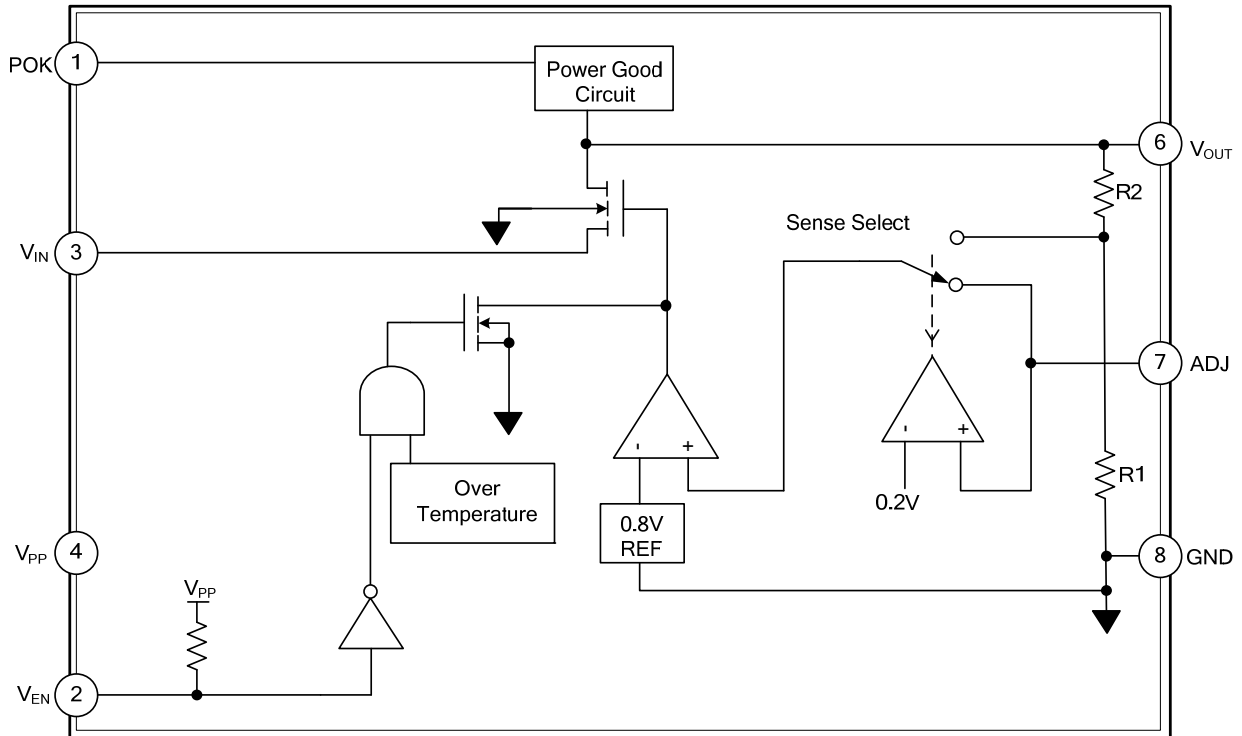 POK
1
Power Good
Circuit
6
VOUT
R2
Sense Select
VIN
3
7
ADJ
-
+
-
+
0.2V
R1
Over
Temperature
0.8V
REF
VPP
4
8
GND
VPP
VEN
2